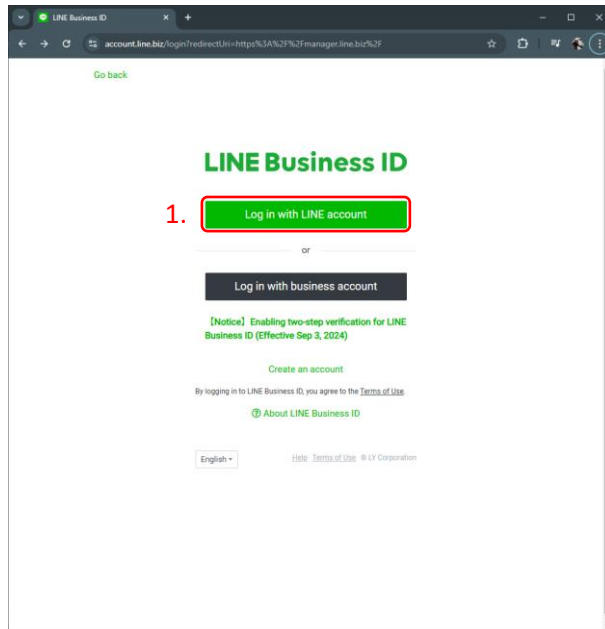 LINE Business ID
account.line.biz/login?redirectUri=https%3A%2F%2Fmanager.line.biz%2F
Go back
LINE Business ID
1.
Log in with LINE account
or
Log in with business account
【Notice】Enabling two-step verification for LINE
Business ID (Effective Sep 3, 2024)
Create an account
By logging in to LINE Business ID, you agree to the Terms of Use.
? About LINE Business ID
English
Help Terms of Use © LY Corporation